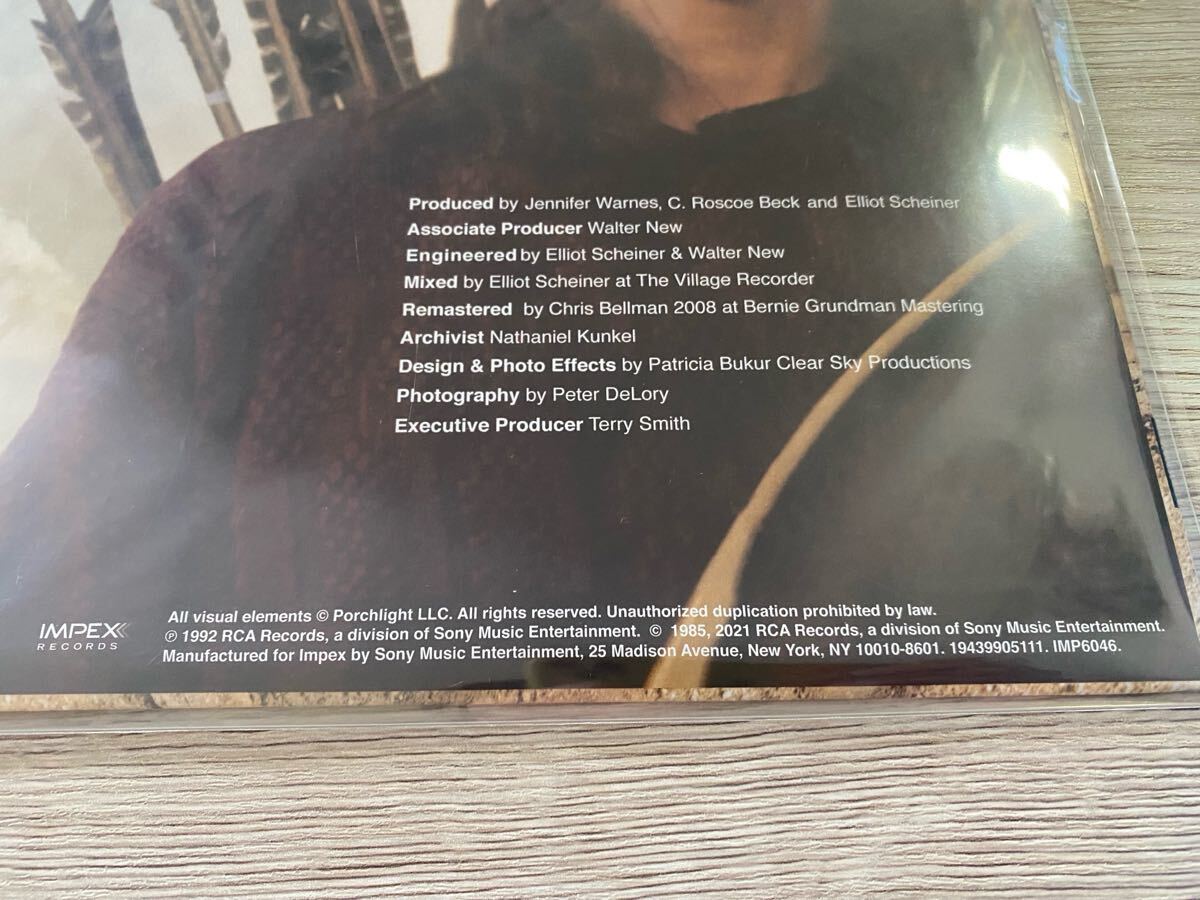 Produced by Jennifer Warnes, C. Roscoe Beck and Elliot Scheiner
Associate Producer Walter New
Engineered by Elliot Scheiner & Walter New
Mixed by Elliot Scheiner at The Village Recorder
Remastered by Chris Bellman 2008 at Bernie Grundman Mastering
Archivist Nathaniel Kunkel
Design & Photo Effects by Patricia Bukur Clear Sky Productions
Photography by Peter DeLory
Executive Producer Terry Smith
IMPEX
RECORDS
All visual elements © Porchlight LLC. All rights reserved. Unauthorized duplication prohibited by law.
℗ 1992 RCA Records, a division of Sony Music Entertainment. © 1985, 2021 RCA Records, a division of Sony Music Entertainment.
Manufactured for Impex by Sony Music Entertainment, 25 Madison Avenue, New York, NY 10010-8601. 19439905111. IMP6046.